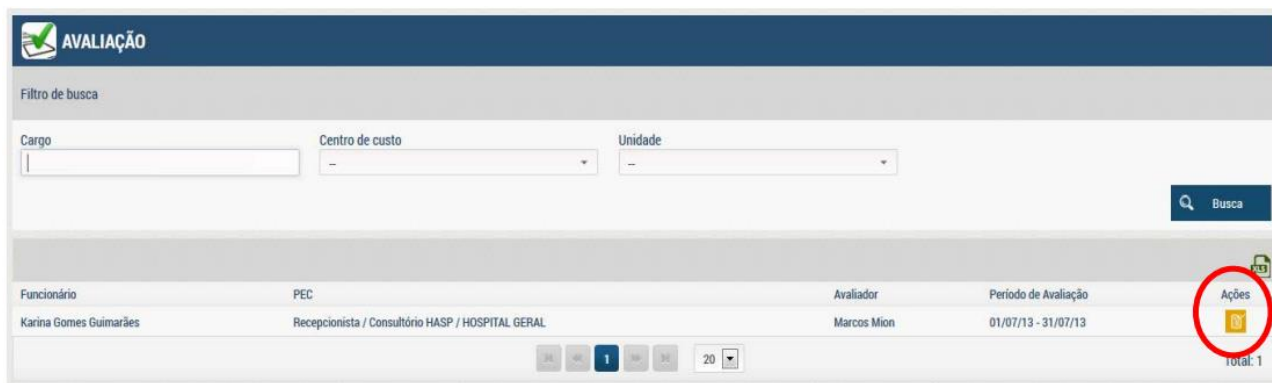 AVALIAÇÃO
Filtro de busca
Cargo Centro de custo Unidade
-- --
Busca
XLS
Funcionário PEC Avaliador Período de Avaliação Ações
Karina Gomes Guimarães Recepcionista / Consultório HASP / HOSPITAL GERAL Marcos Mion 01/07/13 - 31/07/13
1 20 Total: 1